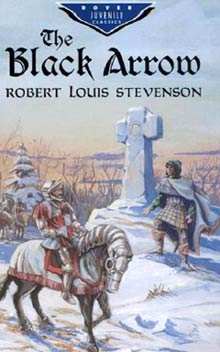 DOVER
JUVENILE
CLASSICS
The
Black Arrow
ROBERT LOUIS STEVENSON